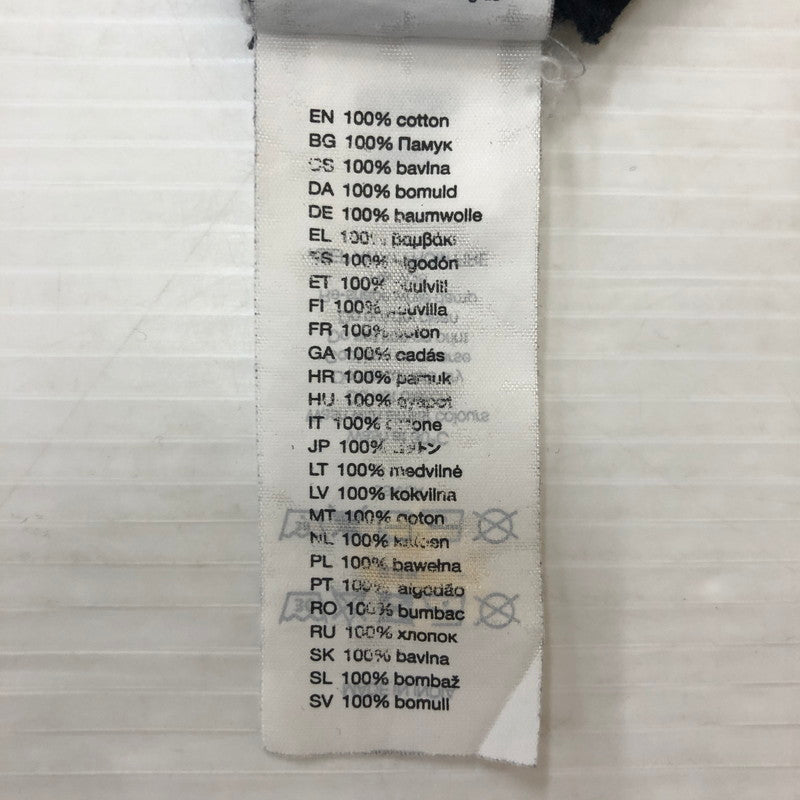 EN 100% cotton
BG 100% Памук
CS 100% bavlna
DA 100% bomuld
DE 100% baumwolle
EL 100% βαμβάκι
ES 100% algodón
ET 100% puuvill
FI 100% puuvilla
FR 100% coton
GA 100% cadás
HR 100% pamuk
HU 100%
IT 100% cotone
JP 100% コットン
LT 100% medvilnė
LV 100% kokvilna
MT 100% qoton
NL 100% katoen
PL 100% bawełna
PT 100% algodão
RO 100% bumbac
RU 100% хлопок
SK 100% bavlna
SL 100% bombaž
SV 100% bomull